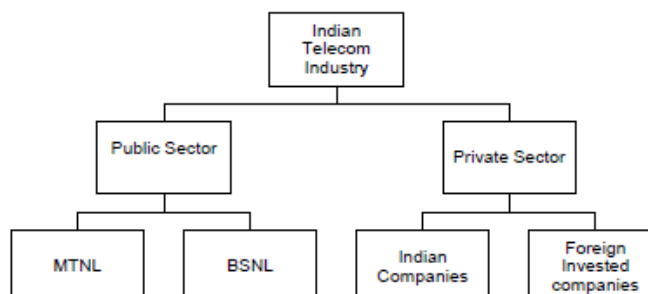 Indian
Telecom
Industry
Public Sector
Private Sector
MTNL
BSNL
Indian
Companies
Foreign
Invested
companies